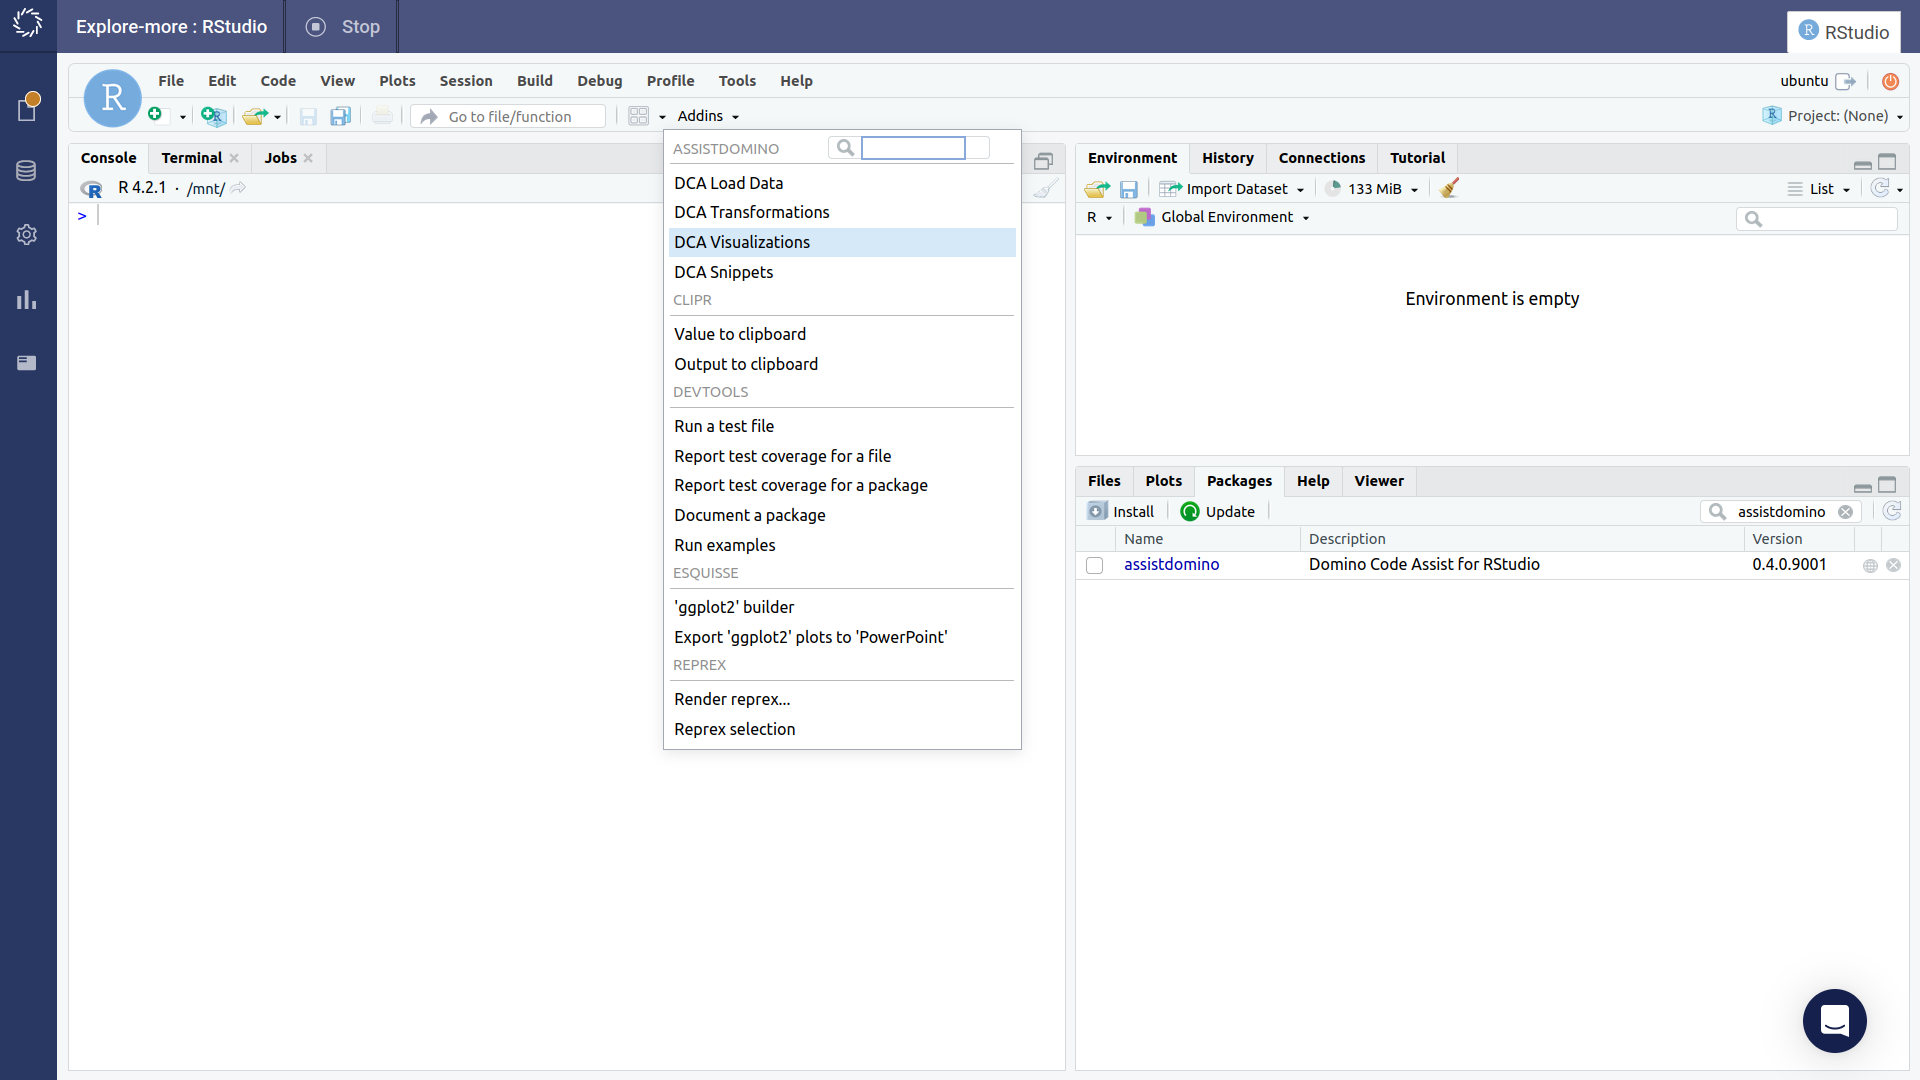 Explore-more : RStudio
Stop
R RStudio
R
File Edit Code View Plots Session Build Debug Profile Tools Help
ubuntu
Go to file/function
Addins
R Project: (None)
Console Terminal Jobs
R R 4.2.1 · /mnt/
>
ASSISTDOMINO
DCA Load Data
DCA Transformations
DCA Visualizations
DCA Snippets
CLIPR
Value to clipboard
Output to clipboard
DEVTOOLS
Run a test file
Report test coverage for a file
Report test coverage for a package
Document a package
Run examples
ESQUISSE
'ggplot2' builder
Export 'ggplot2' plots to 'PowerPoint'
REPREX
Render reprex...
Reprex selection
Environment History Connections Tutorial
Import Dataset 133 MiB List
R Global Environment
Environment is empty
Files Plots Packages Help Viewer
Install Update assistdomino
Name Description Version
assistdomino Domino Code Assist for RStudio 0.4.0.9001